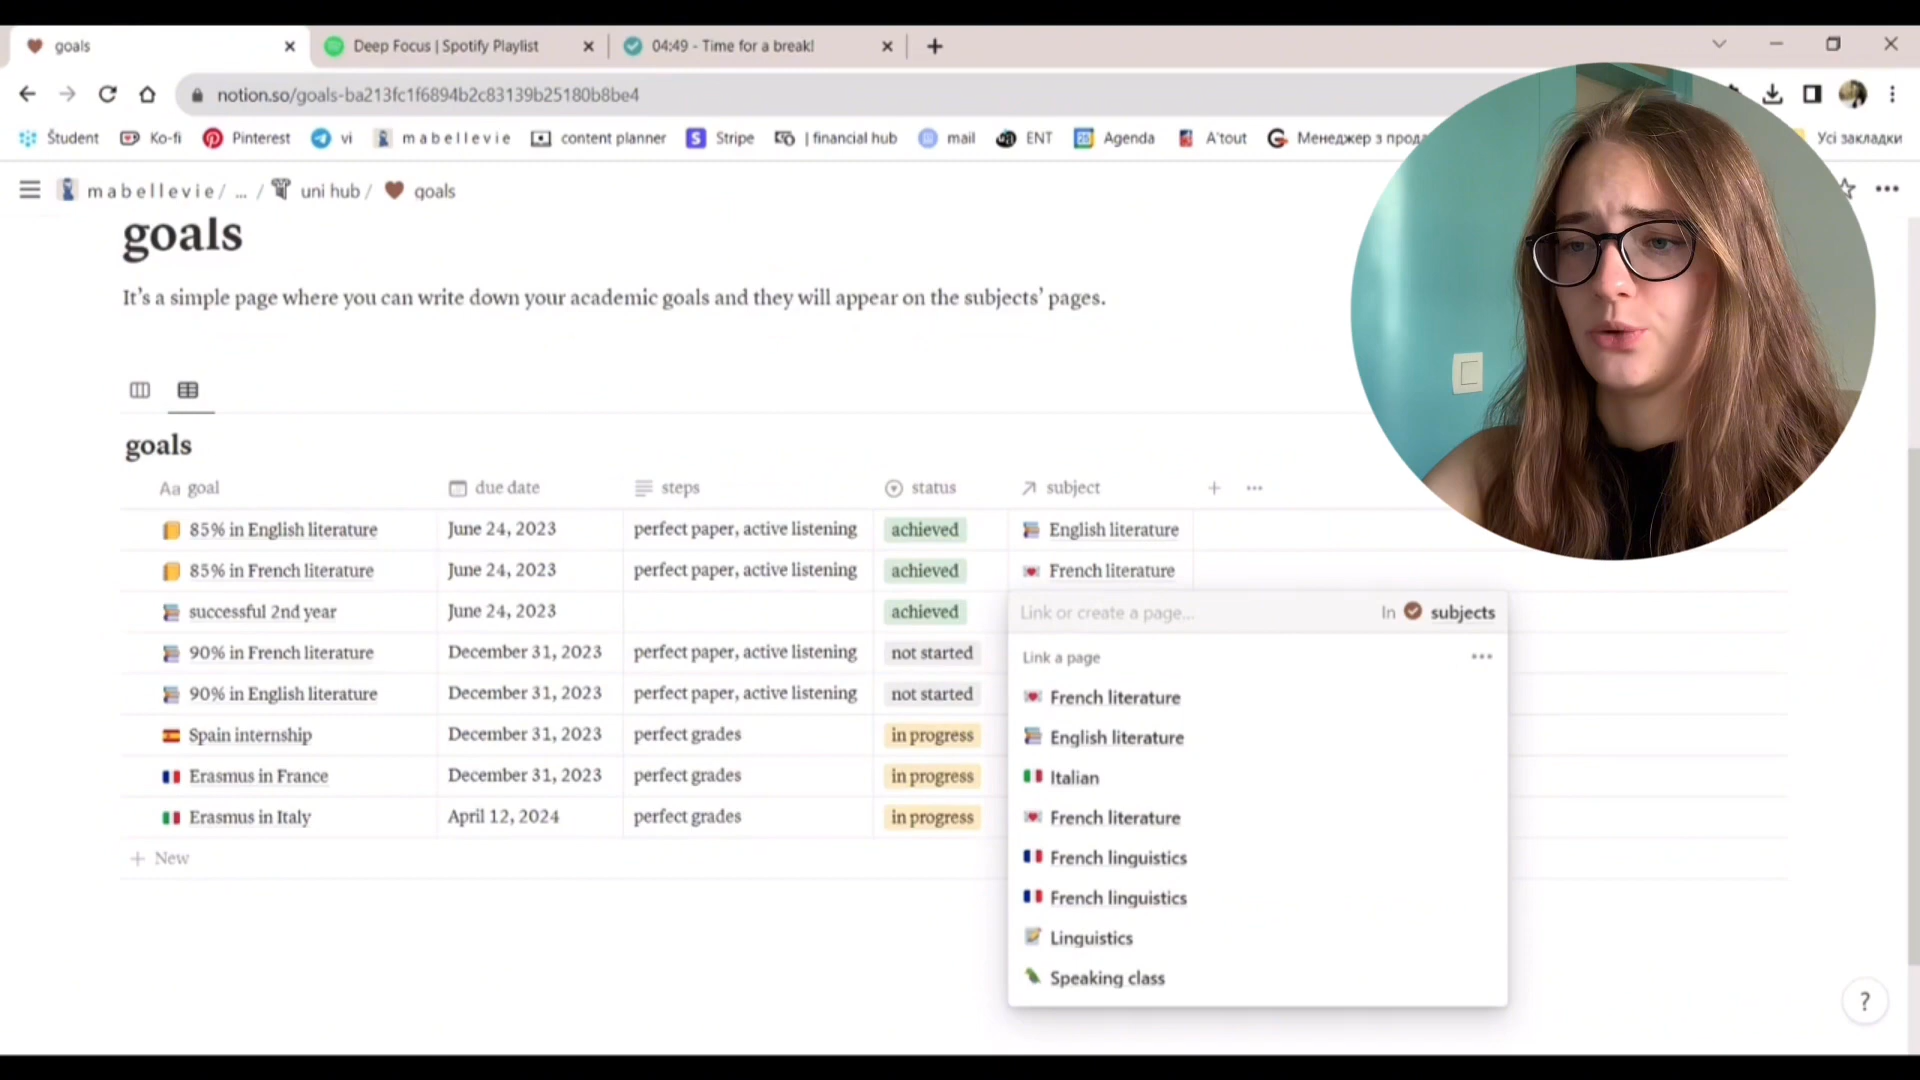 goals
Deep Focus | Spotify Playlist
04:49 - Time for a break!
notion.so/goals-ba213fc1f6894b2c83139b25180b8be4
Študent Ko-fi Pinterest vi mabellevie content planner Stripe | financial hub mail ENT Agenda A'tout Менеджер з прод Усі закладки
mabellevie / ... / uni hub / goals
goals
It's a simple page where you can write down your academic goals and they will appear on the subjects' pages.
goals
Aa goal due date steps status subject
85% in English literature June 24, 2023 perfect paper, active listening achieved English literature
85% in French literature June 24, 2023 perfect paper, active listening achieved French literature
successful 2nd year June 24, 2023 achieved
Link or create a page... In subjects
90% in French literature December 31, 2023 perfect paper, active listening not started
Link a page
90% in English literature December 31, 2023 perfect paper, active listening not started
French literature
Spain internship December 31, 2023 perfect grades in progress
English literature
Erasmus in France December 31, 2023 perfect grades in progress
Italian
Erasmus in Italy April 12, 2024 perfect grades in progress
French literature
+ New
French linguistics
French linguistics
Linguistics
Speaking class
?